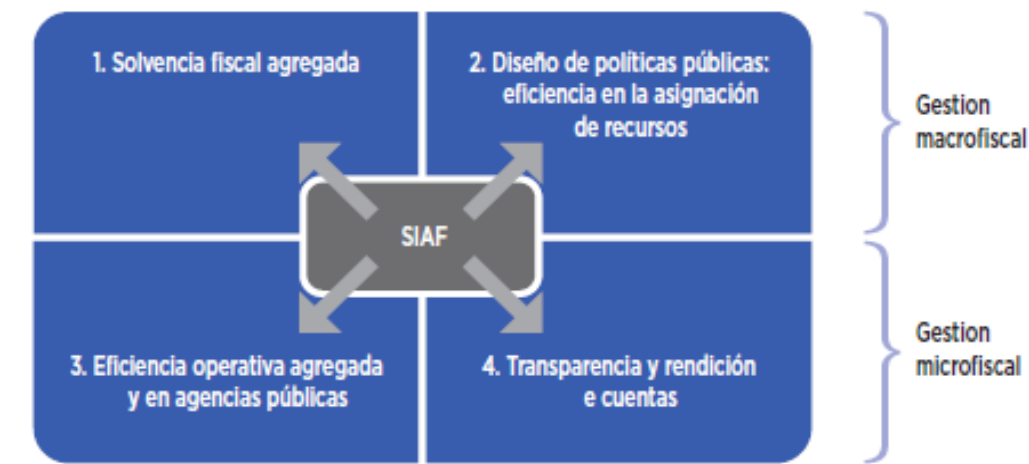 1. Solvencia fiscal agregada
2. Diseño de políticas públicas:
eficiencia en la asignación
de recursos
Gestion
macrofiscal
SIAF
3. Eficiencia operativa agregada
y en agencias públicas
4. Transparencia y rendición
e cuentas
Gestion
microfiscal